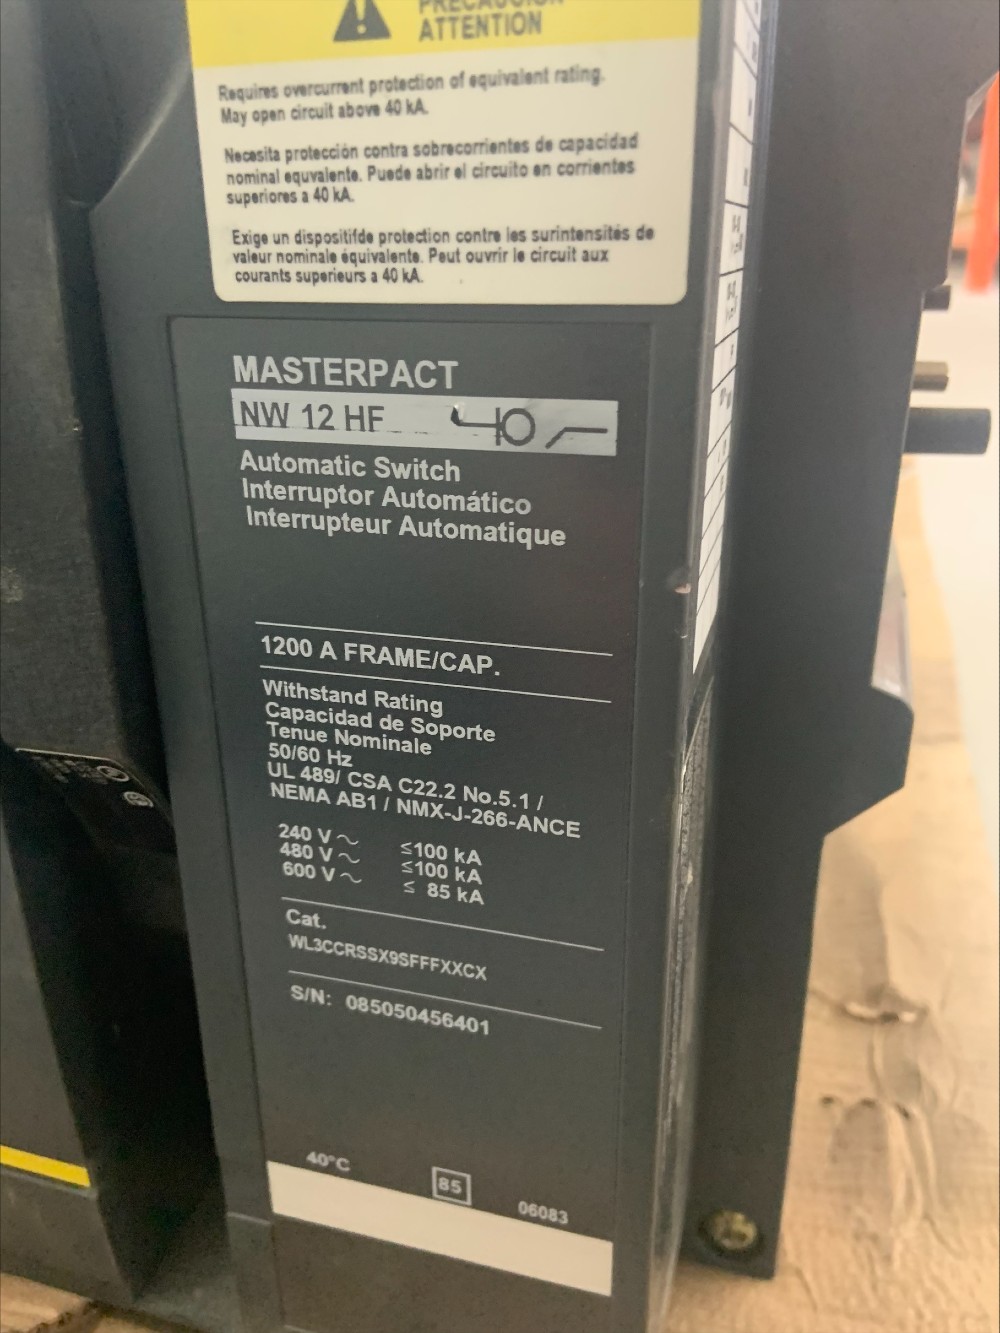 PRECAUCION
ATTENTION
Requires overcurrent protection of equivalent rating.
May open circuit above 40 kA.
Necesita protección contra sobrecorrientes de capacidad
nominal equvalente. Puede abrir el circuito en corrientes
superiores a 40 kA.
Exige un dispositifde protection contre les surintensités de
valeur nominale équivalente. Peut ouvrir le circuit aux
courants superieurs a 40 kA.
MASTERPACT
NW 12 HF
Automatic Switch
Interruptor Automático
Interrupteur Automatique
1200 A FRAME/CAP.
Withstand Rating
Capacidad de Soporte
Tenue Nominale
50/60 Hz
UL 489/ CSA C22.2 No.5.1 /
NEMA AB1 / NMX-J-266-ANCE
240 V ~ ≤100 kA
480 V ~ ≤100 kA
600 V ~ ≤ 85 kA
Cat.
WL3CCRSSX9SFFFXXCX
S/N: 085050456401
40°C
85
06083